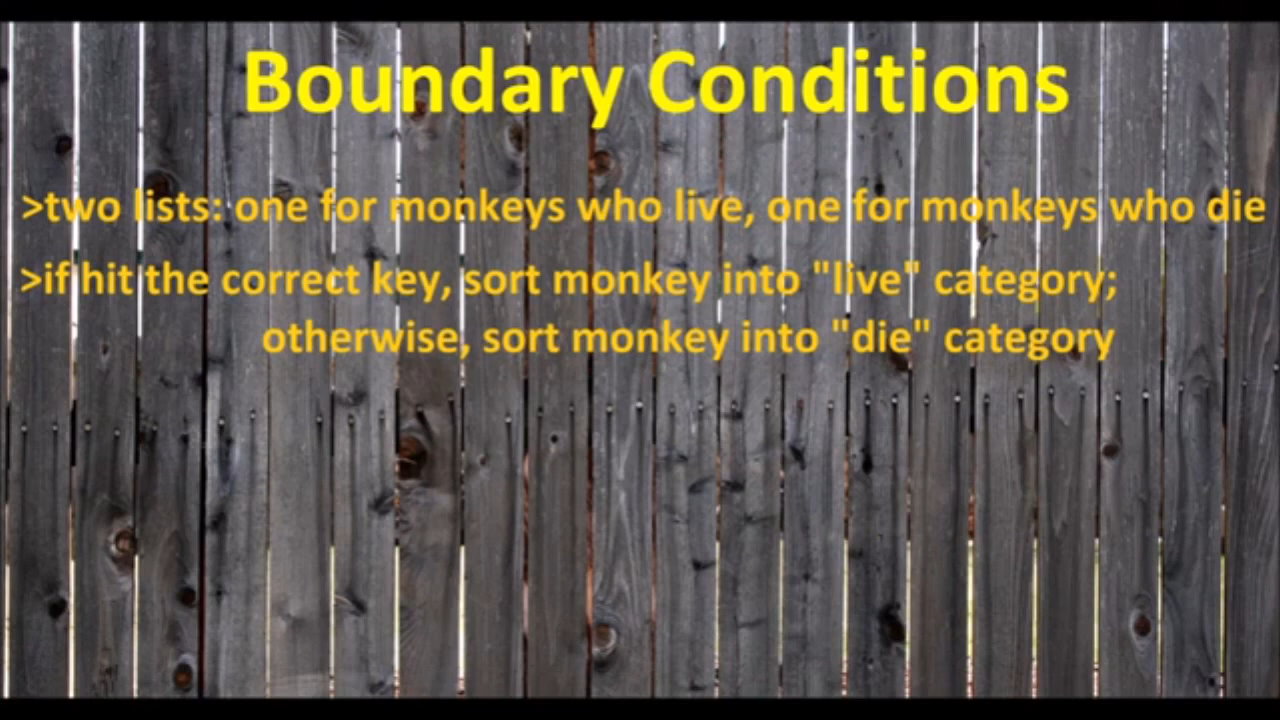 Boundary Conditions
>two lists: one for monkeys who live, one for monkeys who die
>if hit the correct key, sort monkey into "live" category;
otherwise, sort monkey into "die" category